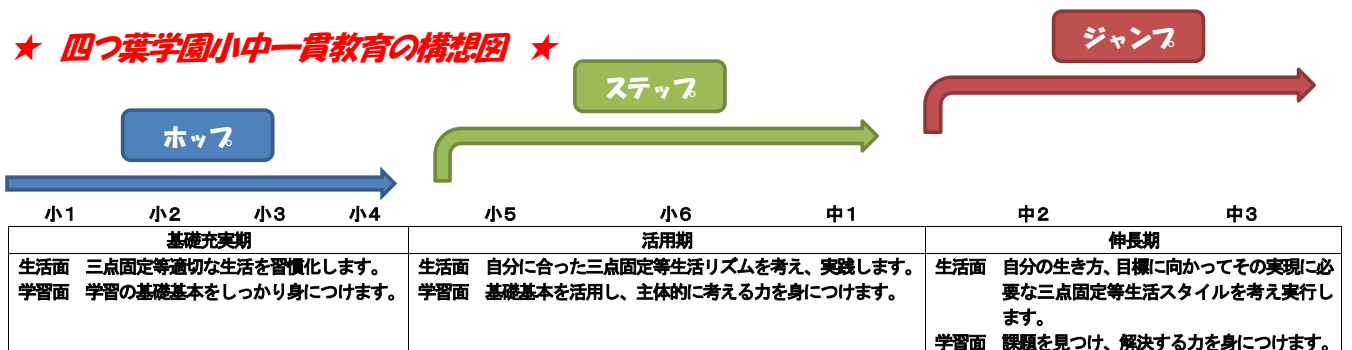 ★ 四つ葉学園小中一貫教育の構想図 ★
ジャンプ
ステップ
ホップ
小1 小2 小3 小4 小5 小6 中1 中2 中3
基礎充実期
生活面 三点固定等適切な生活を習慣化します。
学習面 学習の基礎基本をしっかり身につけます。
活用期
生活面 自分に合った三点固定等生活リズムを考え、実践します。
学習面 基礎基本を活用し、主体的に考える力を身につけます。
伸長期
生活面 自分の生き方、目標に向かってその実現に必
要な三点固定等生活スタイルを考え実行し
ます。
学習面 課題を見つけ、解決する力を身につけます。